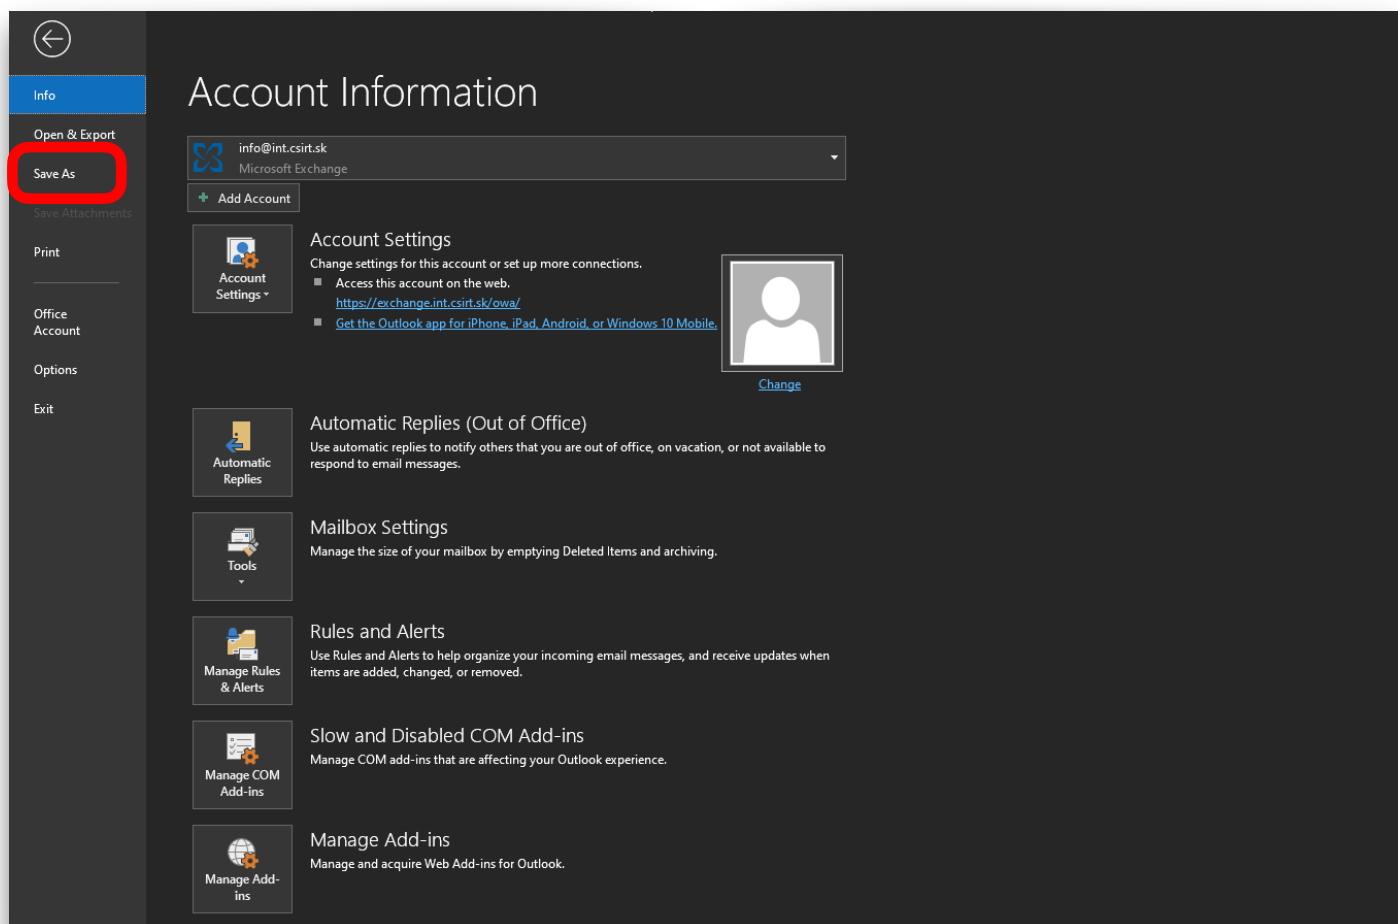 Info
Open & Export
Save As
Save Attachments
Print
Office
Account
Options
Exit
Account Information
info@int.csirt.sk
Microsoft Exchange
Add Account
Account
Settings
Account Settings
Change settings for this account or set up more connections.
Access this account on the web.
https://exchange.int.csirt.sk/owa/
Get the Outlook app for iPhone, iPad, Android, or Windows 10 Mobile.
Change
Automatic
Replies
Automatic Replies (Out of Office)
Use automatic replies to notify others that you are out of office, on vacation, or not available to
respond to email messages.
Tools
Mailbox Settings
Manage the size of your mailbox by emptying Deleted Items and archiving.
Manage Rules
& Alerts
Rules and Alerts
Use Rules and Alerts to help organize your incoming email messages, and receive updates when
items are added, changed, or removed.
Manage COM
Add-ins
Slow and Disabled COM Add-ins
Manage COM add-ins that are affecting your Outlook experience.
Manage Add-
ins
Manage Add-ins
Manage and acquire Web Add-ins for Outlook.